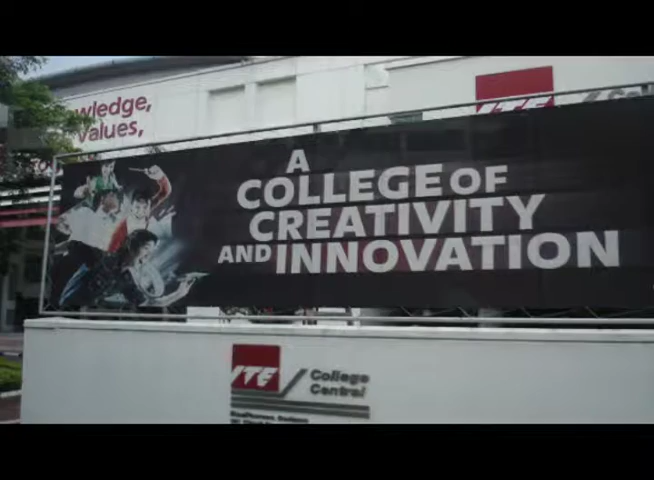 wledge,
Values,
ITE
A
COLLEGE OF
CREATIVITY
AND INNOVATION
ITE College
Central